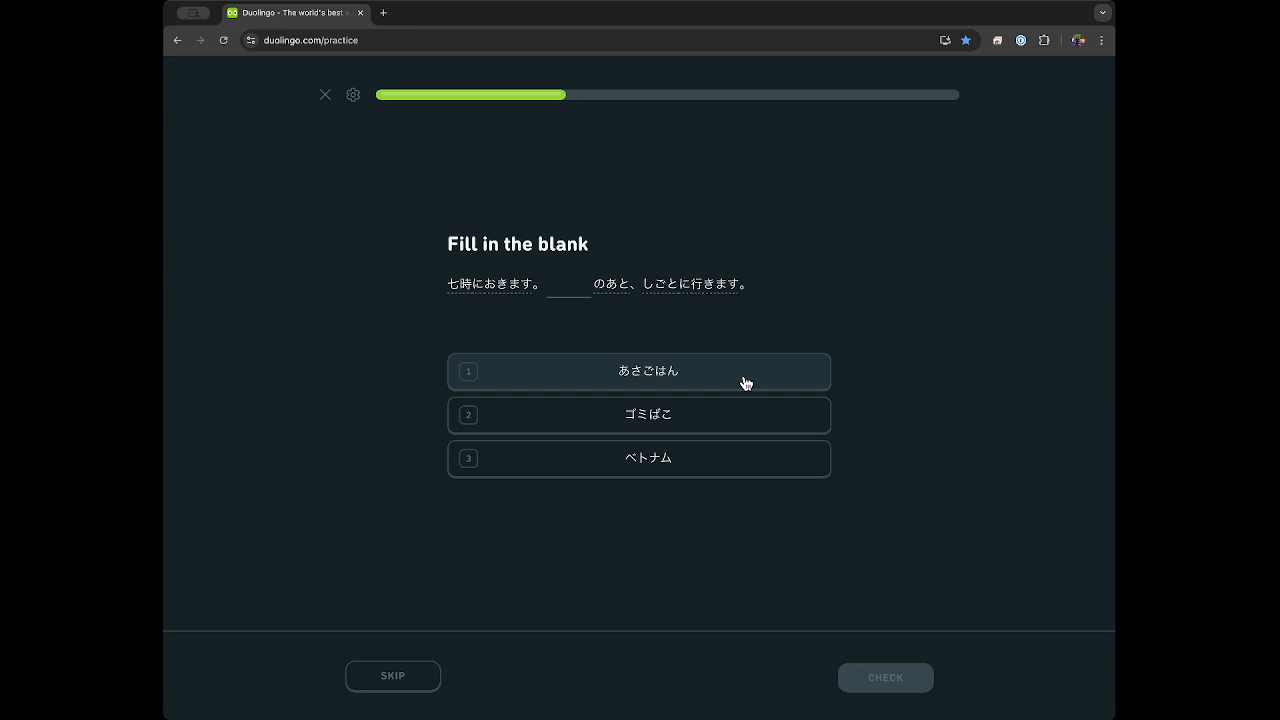 Duolingo - The world's best
duolingo.com/practice
Fill in the blank
七時におきます。 のあと、しごとに行きます。
1 あさごはん
2 ゴミばこ
3 ベトナム
SKIP
CHECK